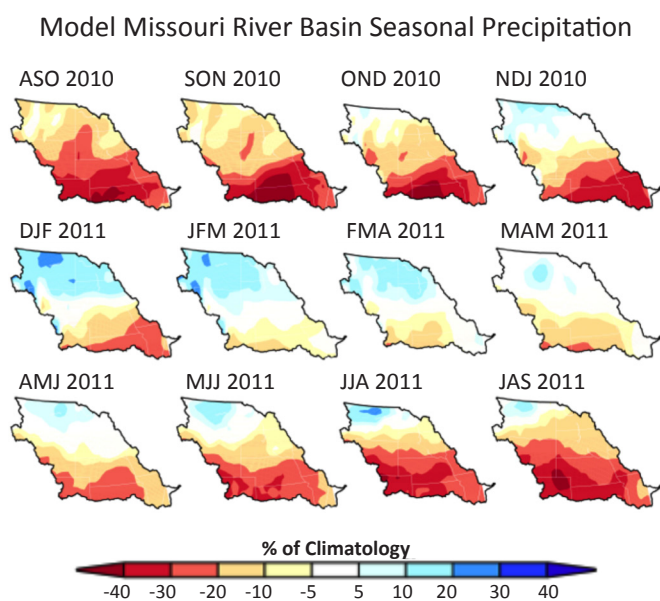 Model Missouri River Basin Seasonal Precipitation
ASO 2010 SON 2010 OND 2010 NDJ 2010
DJF 2011 JFM 2011 FMA 2011 MAM 2011
AMJ 2011 MJJ 2011 JJA 2011 JAS 2011
% of Climatology
-40 -30 -20 -10 -5 5 10 20 30 40